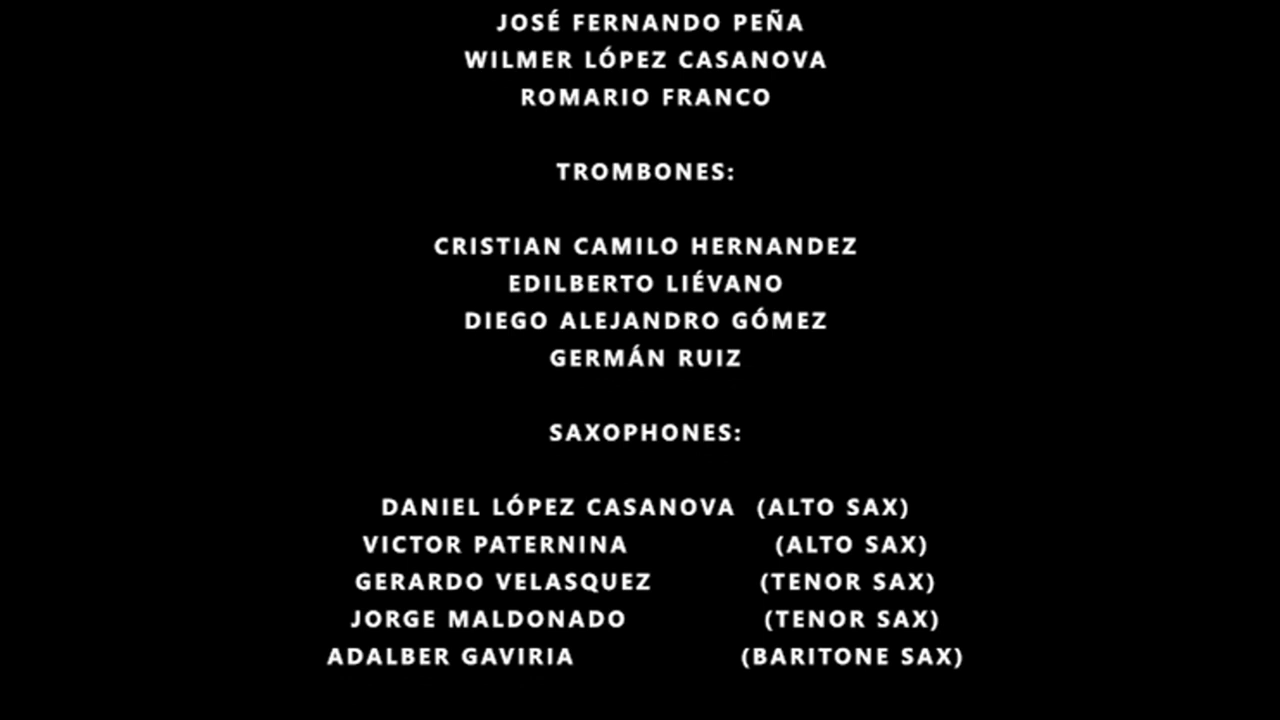 JOSÉ FERNANDO PEÑA
WILMER LÓPEZ CASANOVA
ROMARIO FRANCO
TROMBONES:
CRISTIAN CAMILO HERNANDEZ
EDILBERTO LIÉVANO
DIEGO ALEJANDRO GÓMEZ
GERMÁN RUIZ
SAXOPHONES:
DANIEL LÓPEZ CASANOVA (ALTO SAX)
VICTOR PATERNINA (ALTO SAX)
GERARDO VELASQUEZ (TENOR SAX)
JORGE MALDONADO (TENOR SAX)
ADALBER GAVIRIA (BARITONE SAX)